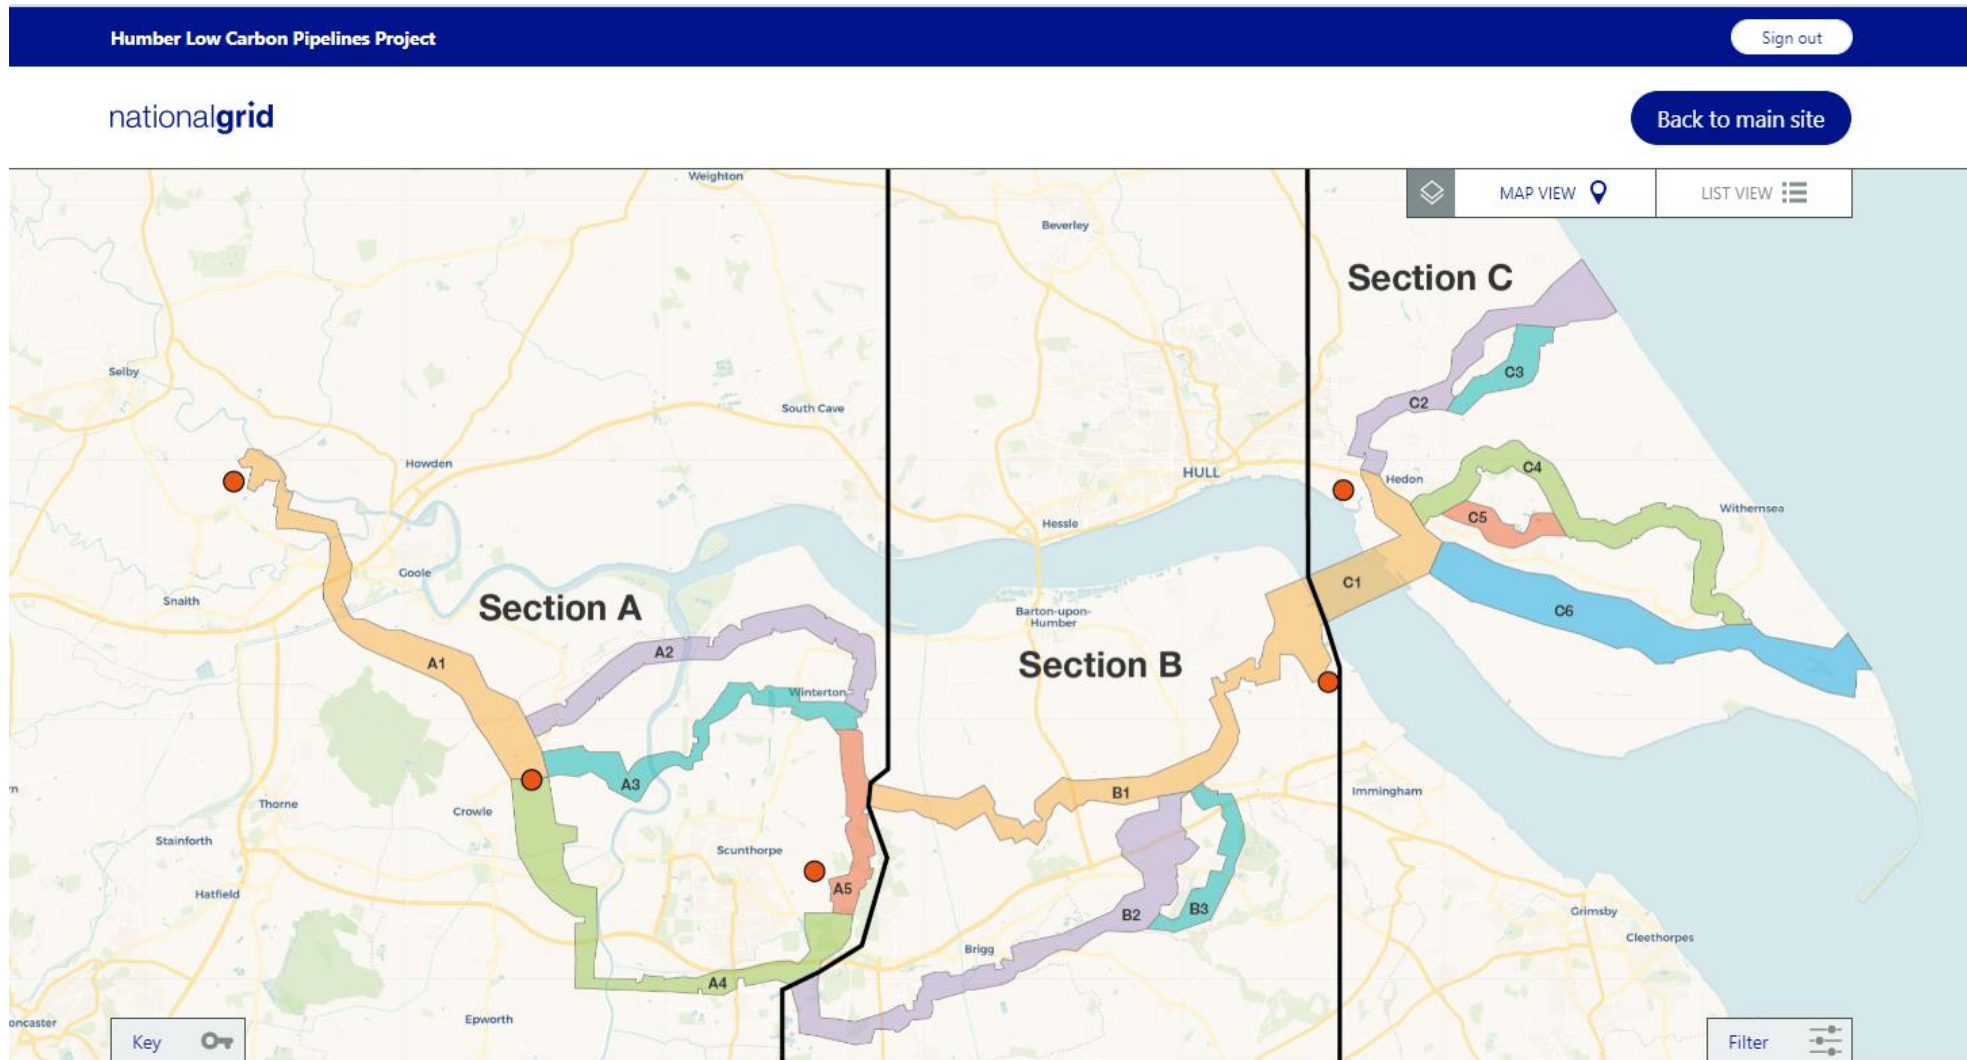 Humber Low Carbon Pipelines Project
Sign out
nationalgrid
Back to main site
Weighton
MAP VIEW
LIST VIEW
Beverley
Section C
Selby
C3
C2
South Cave
Howden
HULL
Hedon
C4
Withernsea
C5
Hessle
Goole
C1
Snaith
Section A
Barton-upon-
Humber
C6
A2
A1
Section B
Winterton
A3
B1
Immingham
Thorne
Crowle
Stainforth
Scunthorpe
A5
Hatfield
B2
B3
Grimsby
Cleethorpes
Brigg
A4
Epworth
oncaster
Key
Filter